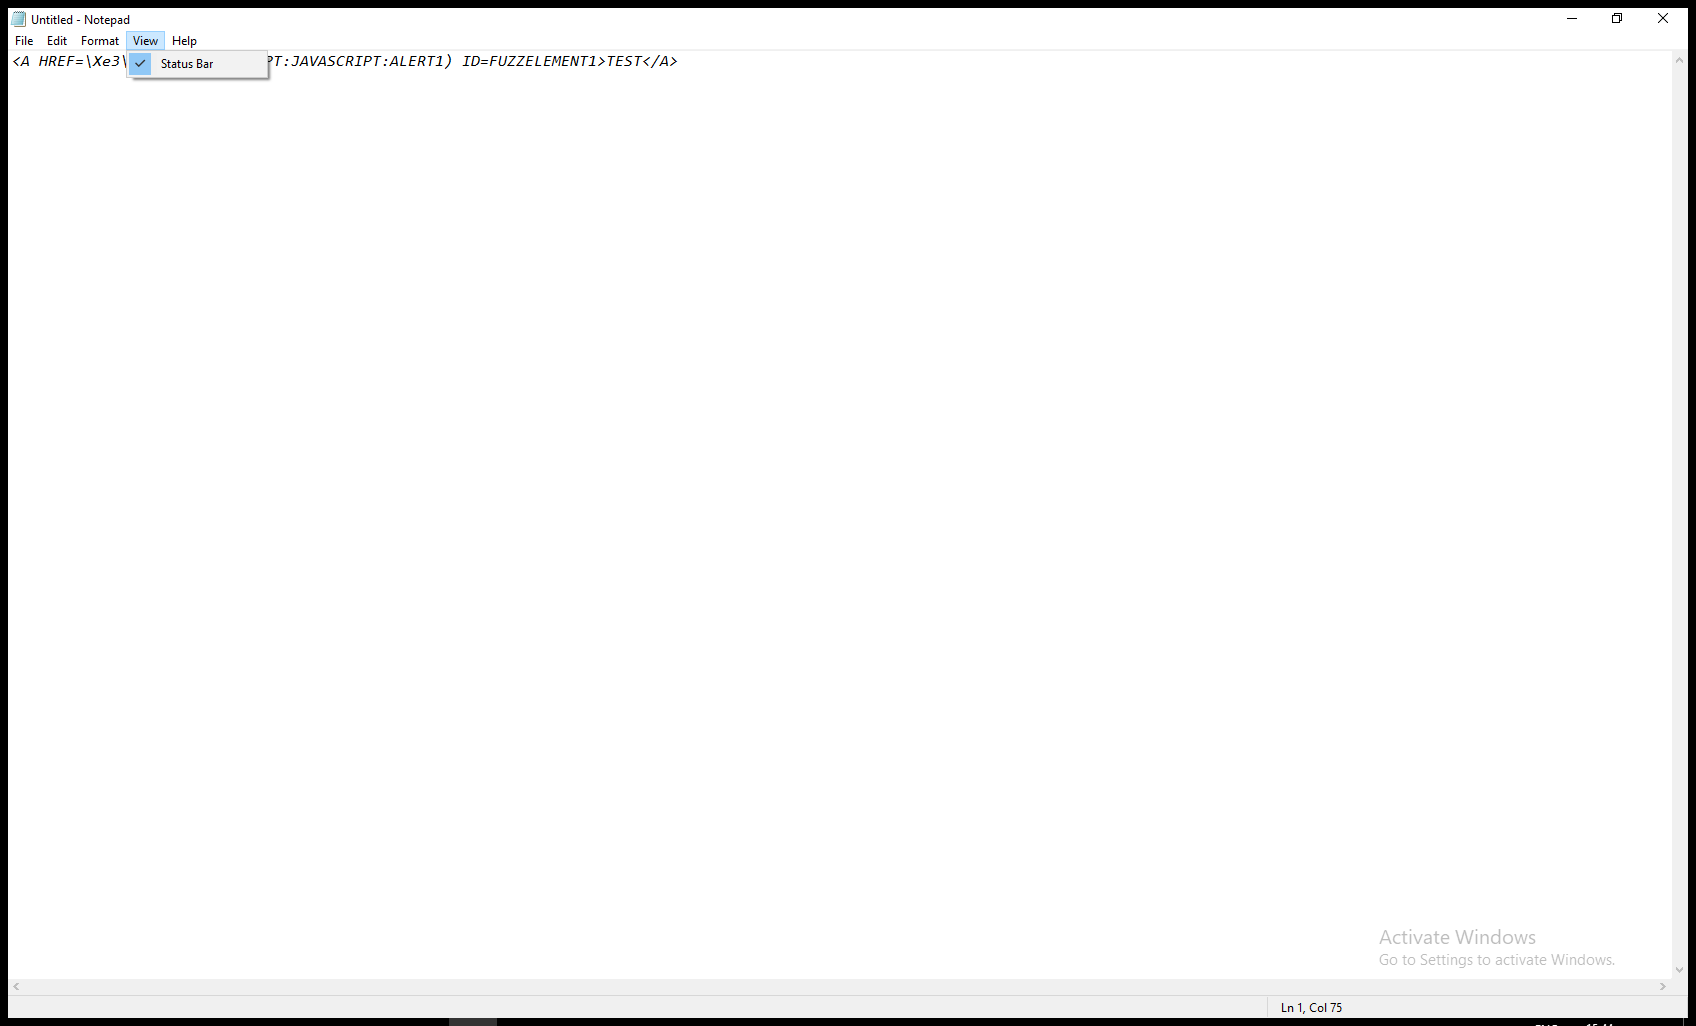 Untitled - Notepad
File Edit Format View Help
<A HREF=\Xe3\ PT:JAVASCRIPT:ALERT1) ID=FUZZELEMENT1>TEST</A>
Status Bar
Activate Windows
Go to Settings to activate Windows.
Ln 1, Col 75